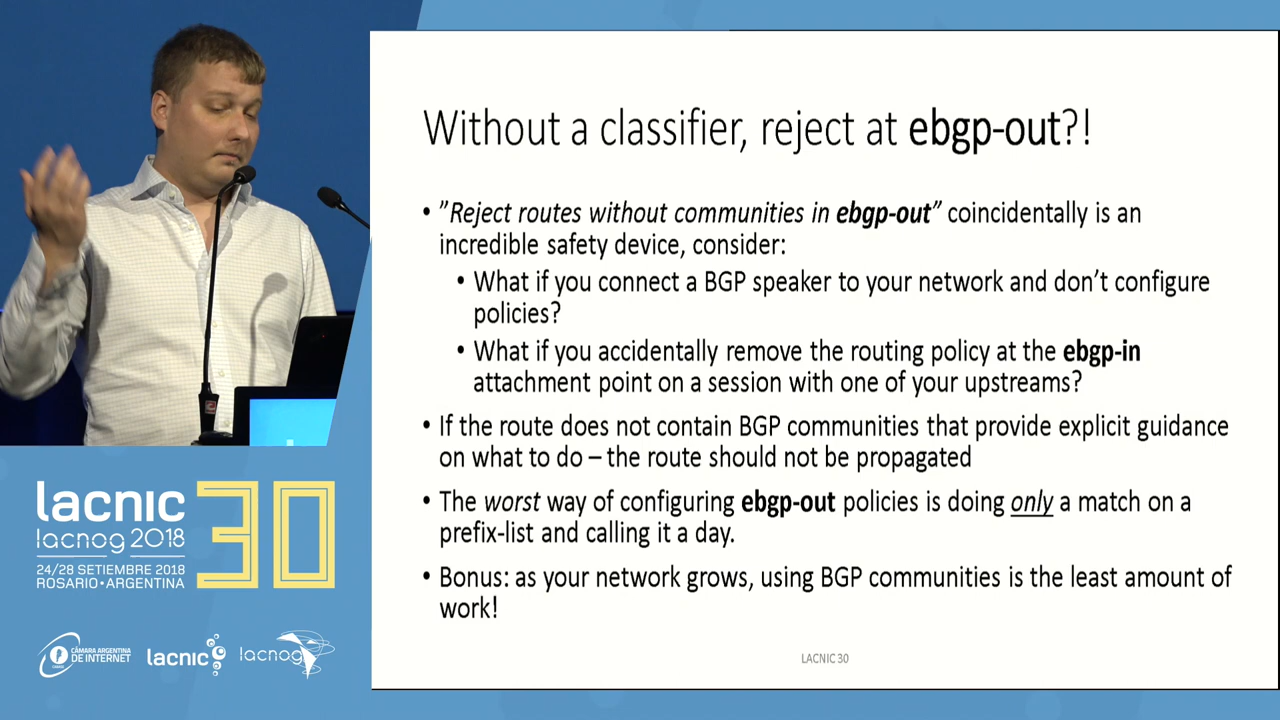 Without a classifier, reject at ebgp-out?!
• ”Reject routes without communities in ebgp-out” coincidentally is an
incredible safety device, consider:
• What if you connect a BGP speaker to your network and don’t configure
policies?
• What if you accidentally remove the routing policy at the ebgp-in
attachment point on a session with one of your upstreams?
• If the route does not contain BGP communities that provide explicit guidance
on what to do – the route should not be propagated
• The worst way of configuring ebgp-out policies is doing only a match on a
prefix-list and calling it a day.
• Bonus: as your network grows, using BGP communities is the least amount of
work!
LACNIC 30
lacnic 30
lacnog 2018
24/28 SETIEMBRE 2018
ROSARIO•ARGENTINA
CÁMARA ARGENTINA
DE INTERNET
lacnic
lacnog